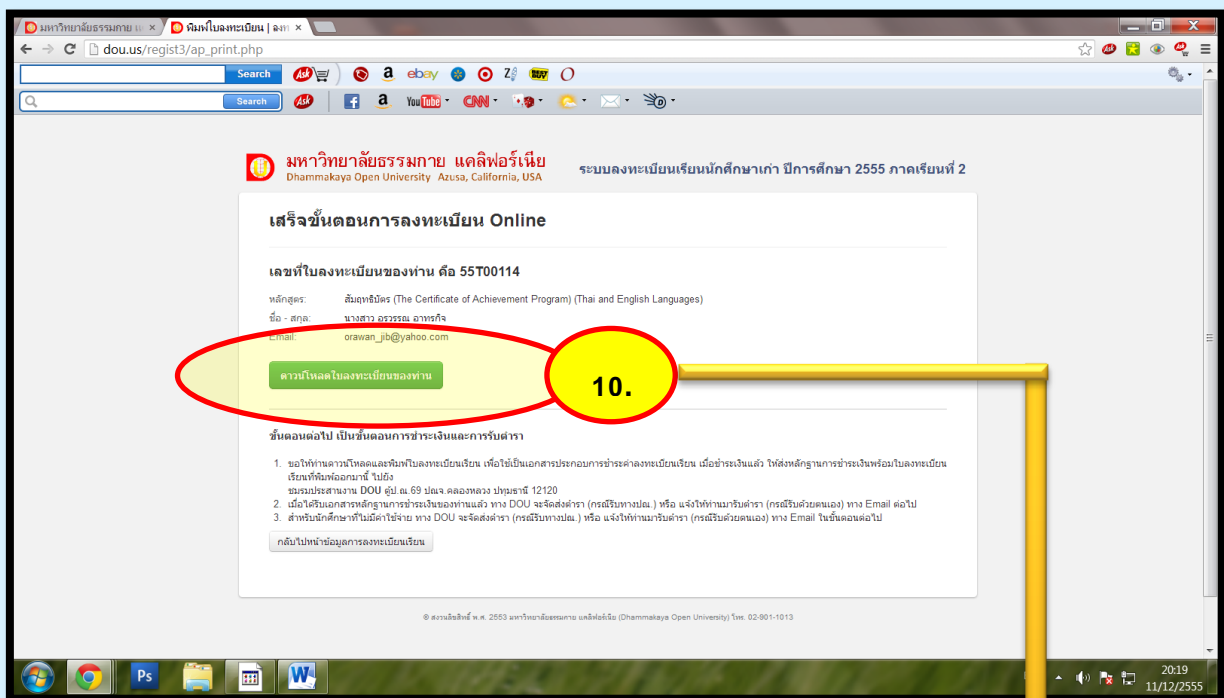 มหาวิทยาลัยธรรมกาย แ
พิมพ์ใบลงทะเบียน | ลงท
dou.us/regist3/ap_print.php
Search Ask a ebay BUY
Search Ask f a YouTube CNN
มหาวิทยาลัยธรรมกาย แคลิฟอร์เนีย
Dhammakaya Open University Azusa, California, USA
ระบบลงทะเบียนเรียนนักศึกษาเก่า ปีการศึกษา 2555 ภาคเรียนที่ 2
เสร็จขั้นตอนการลงทะเบียน Online
เลขที่ใบลงทะเบียนของท่าน คือ 55T00114
หลักสูตร: สัมฤทธิบัตร (The Certificate of Achievement Program) (Thai and English Languages)
ชื่อ - สกุล: นางสาว อรวรรณ อาทรกิจ
Email: orawan_jib@yahoo.com
ดาวน์โหลดใบลงทะเบียนของท่าน
10.
ขั้นตอนต่อไป เป็นขั้นตอนการชำระเงินและการรับตำรา
1. ขอให้ท่านดาวน์โหลดและพิมพ์ใบลงทะเบียนเรียน เพื่อใช้เป็นเอกสารประกอบการชำระค่าลงทะเบียนเรียน เมื่อชำระเงินแล้ว ให้ส่งหลักฐานการชำระเงินพร้อมใบลงทะเบียน
เรียนที่พิมพ์ออกมานี้ ไปยัง
ชมรมประสานงาน DOU ตู้ป.ณ.69 ปณจ.คลองหลวง ปทุมธานี 12120
2. เมื่อได้รับเอกสารหลักฐานการชำระเงินของท่านแล้ว ทาง DOU จะจัดส่งตำรา (กรณีรับทางปณ.) หรือ แจ้งให้ท่านมารับตำรา (กรณีรับด้วยตนเอง) ทาง Email ต่อไป
3. สำหรับนักศึกษาที่ไม่มีค่าใช้จ่าย ทาง DOU จะจัดส่งตำรา (กรณีรับทางปณ.) หรือ แจ้งให้ท่านมารับตำรา (กรณีรับด้วยตนเอง) ทาง Email ในขั้นตอนต่อไป
กลับไปหน้าข้อมูลการลงทะเบียนเรียน
© สงวนลิขสิทธิ์ พ.ศ. 2553 มหาวิทยาลัยธรรมกาย แคลิฟอร์เนีย (Dhammakaya Open University) โทร. 02-901-1013
Ps
W
20:19
11/12/2555